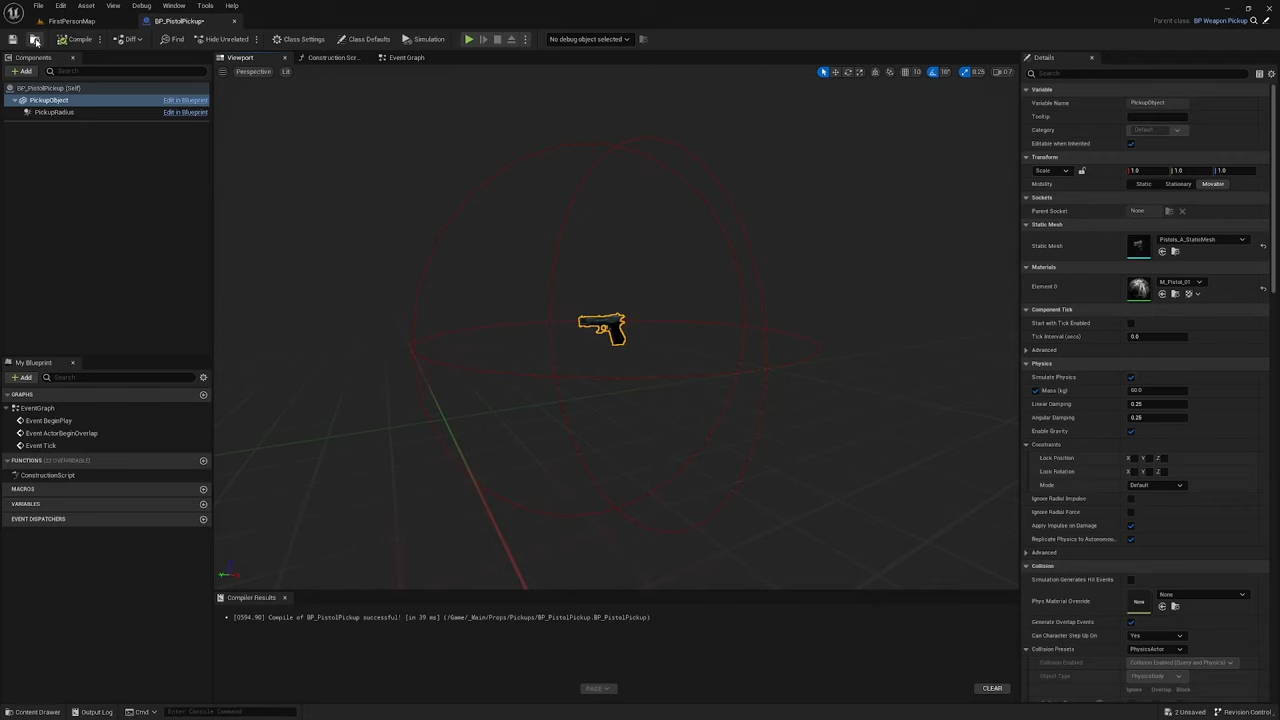 File Edit Asset View Debug Window Tools Help
FirstPersonMap
BP_PistolPickup•
Parent class: BP Weapon Pickup
Compile
Diff
Find
Hide Unrelated
Class Settings
Class Defaults
Simulation
No debug object selected
Components
Add
Search
BP_PistolPickup (Self)
PickupObject Edit in Blueprint
PickupRadius Edit in Blueprint
My Blueprint
Add
Search
GRAPHS
EventGraph
Event BeginPlay
Event ActorBeginOverlap
Event Tick
FUNCTIONS (22 OVERRIDABLE)
ConstructionScript
MACROS
VARIABLES
EVENT DISPATCHERS
Viewport
Construction Scr...
Event Graph
Perspective
Lit
10
10°
0.25
0.7
Compiler Results
[0594.90] Compile of BP_PistolPickup successful! [in 39 ms] (/Game/_Main/Props/Pickups/BP_PistolPickup.BP_PistolPickup)
PAGE
CLEAR
Details
Search
Variable
Variable Name PickupObject
Tooltip
Category Default
Editable when Inherited
Transform
Scale 1.0 1.0 1.0
Mobility Static Stationary Movable
Sockets
Parent Socket None
Static Mesh
Static Mesh Pistols_A_StaticMesh
Materials
Element 0 M_Pistol_01
Component Tick
Start with Tick Enabled
Tick Interval (secs) 0.0
Advanced
Physics
Simulate Physics
Mass (kg) 60.0
Linear Damping 0.25
Angular Damping 0.25
Enable Gravity
Constraints
Lock Position X Y Z
Lock Rotation X Y Z
Mode Default
Ignore Radial Impulse
Ignore Radial Force
Apply Impulse on Damage
Replicate Physics to Autonomou...
Advanced
Collision
Simulation Generates Hit Events
Phys Material Override None None
Generate Overlap Events
Can Character Step Up On Yes
Collision Presets PhysicsActor
Collision Enabled Collision Enabled (Query and Physics)
Object Type PhysicsBody
Ignore Overlap Block
Content Drawer
Output Log
Cmd
Enter Console Command
2 Unsaved
Revision Control